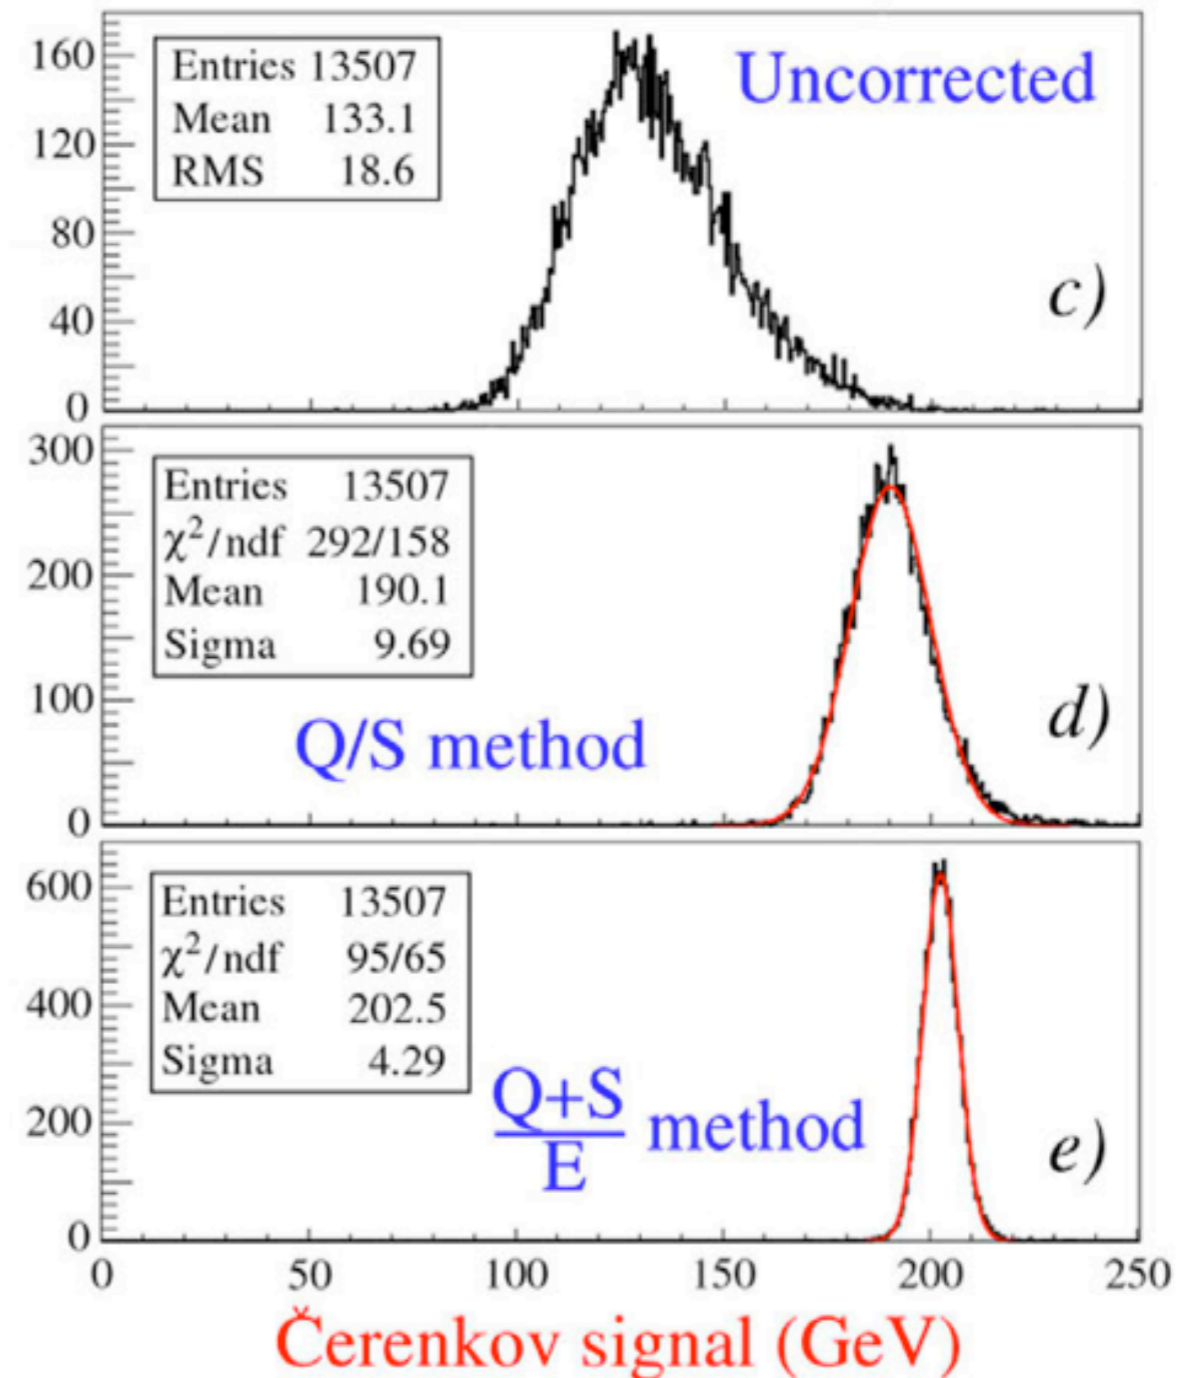 160
120
80
40
0
Entries 13507
Mean 133.1
RMS 18.6
Uncorrected
c)
300
200
100
0
Entries 13507
χ²/ndf 292/158
Mean 190.1
Sigma 9.69
Q/S method
d)
600
400
200
0
Entries 13507
χ²/ndf 95/65
Mean 202.5
Sigma 4.29
Q+S
E
method
e)
0 50 100 150 200 250
Čerenkov signal (GeV)